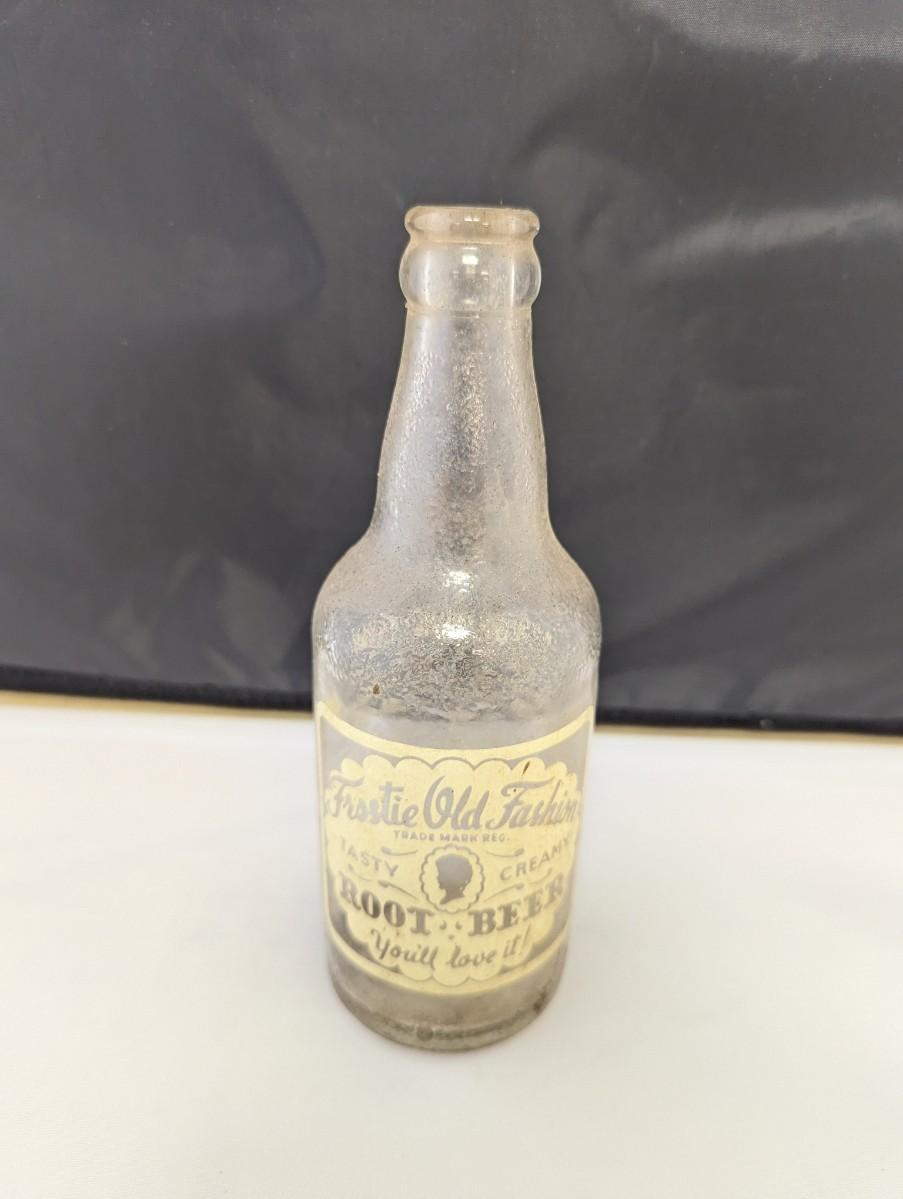 Frostie Old Fashion
TRADE MARK REG.
TASTY CREAMY
ROOT BEER
You'll love it!